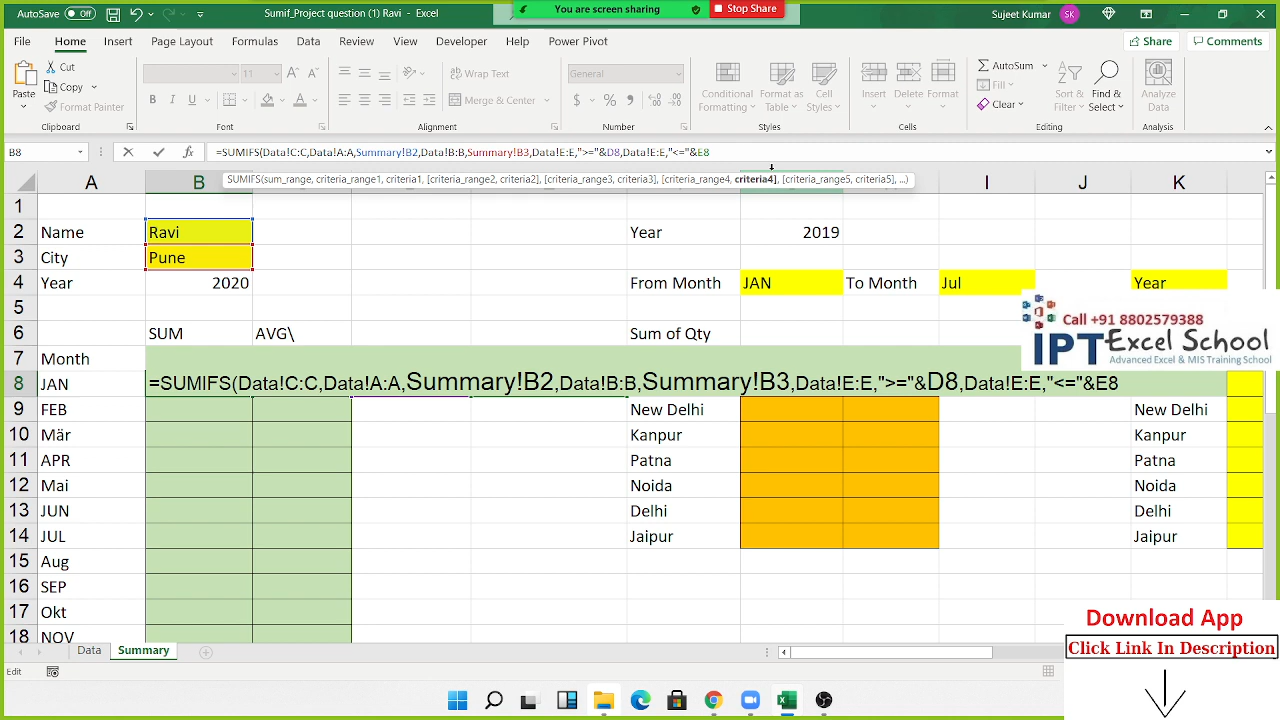 AutoSave Off
Sumif_Project question (1) Ravi - Excel
You are screen sharing
Stop Share
Sujeet Kumar
SK
File Home Insert Page Layout Formulas Data Review View Developer Help Power Pivot
Share
Comments
Cut
Copy
Format Painter
Paste
11
Wrap Text
Merge & Center
General
Conditional Formatting
Format as Table
Cell Styles
Insert
Delete
Format
AutoSum
Fill
Clear
Sort & Filter
Find & Select
Analyze Data
Clipboard Font Alignment Number Styles Cells Editing Analysis
B8
=SUMIFS(Data!C:C,Data!A:A,Summary!B2,Data!B:B,Summary!B3,Data!E:E,">="&D8,Data!E:E,"<="&E8
SUMIFS(sum_range, criteria_range1, criteria1, [criteria_range2, criteria2], [criteria_range3, criteria3], [criteria_range4, criteria4], [criteria_range5, criteria5], ...)
A B I J K
1
2 Name Ravi Year 2019
3 City Pune
4 Year 2020 From Month JAN To Month Jul Year
5
6 SUM AVG\ Sum of Qty
7 Month
8 JAN =SUMIFS(Data!C:C,Data!A:A,Summary!B2,Data!B:B,Summary!B3,Data!E:E,">="&D8,Data!E:E,"<="&E8
9 FEB New Delhi New Delhi
10 Mär Kanpur Kanpur
11 APR Patna Patna
12 Mai Noida Noida
13 JUN Delhi Delhi
14 JUL Jaipur Jaipur
15 Aug
16 SEP
17 Okt
18 NOV
Call +91 8802579388
IPT Excel School
Advanced Excel & MIS Training School
Download App
Click Link In Description
Data Summary
Edit